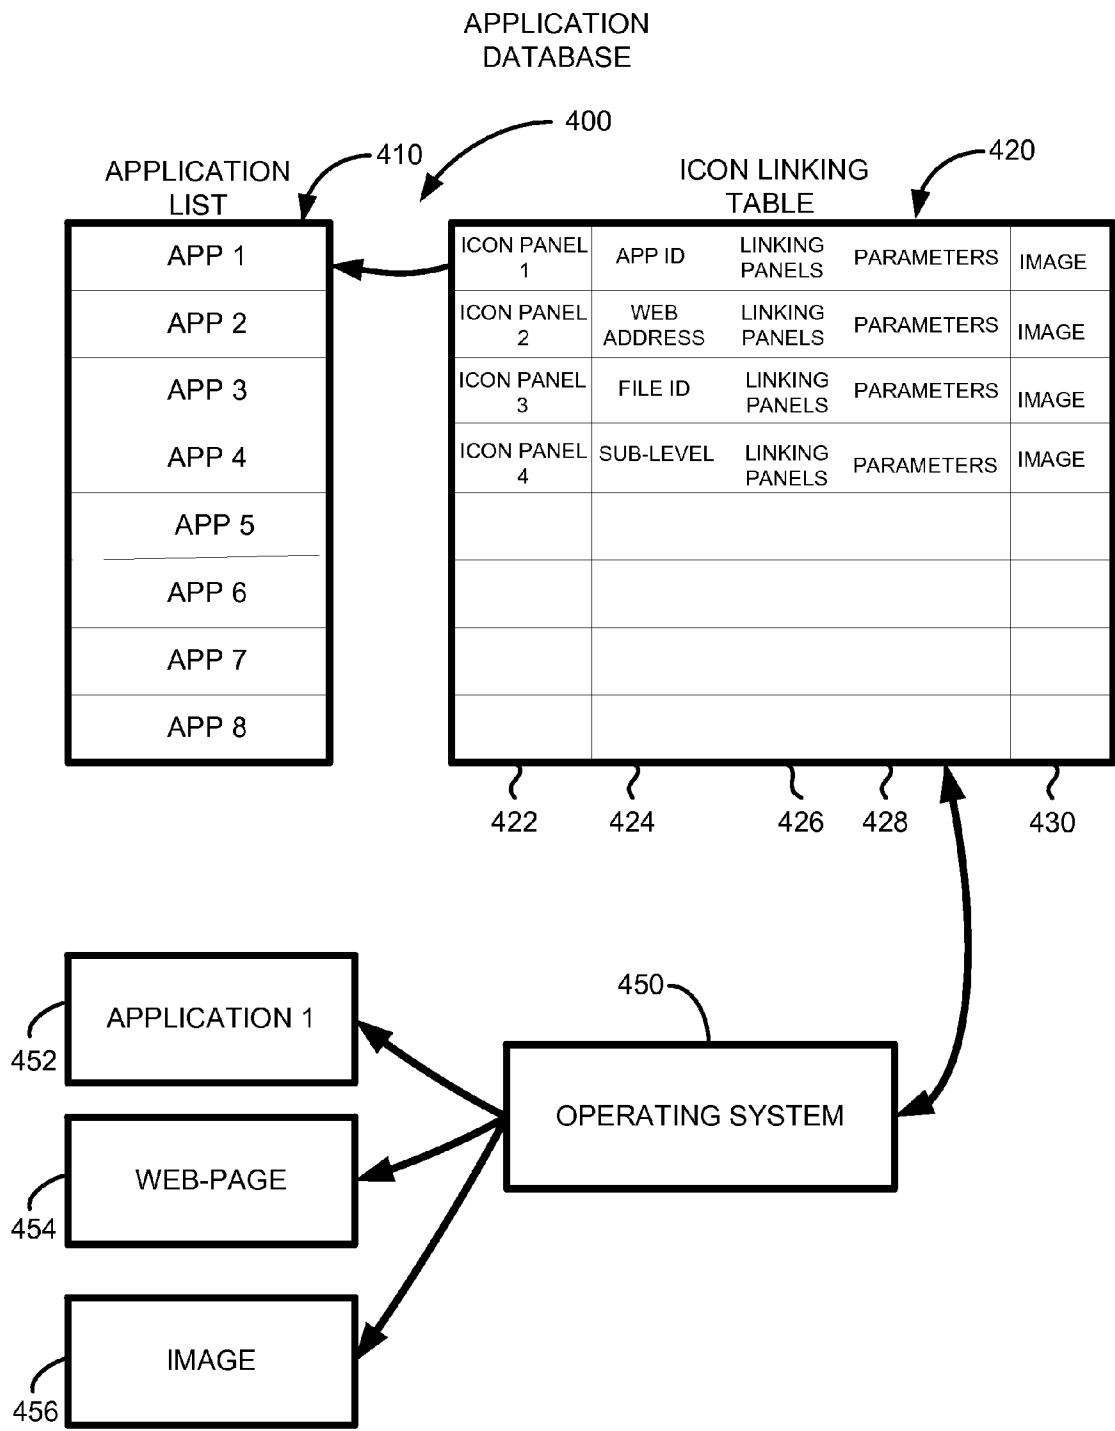 APPLICATION
DATABASE
400
410
420
APPLICATION
LIST
ICON LINKING
TABLE
APP 1
APP 2
APP 3
APP 4
APP 5
APP 6
APP 7
APP 8
ICON PANEL
1
APP ID
LINKING
PANELS
PARAMETERS
IMAGE
ICON PANEL
2
WEB
ADDRESS
LINKING
PANELS
PARAMETERS
IMAGE
ICON PANEL
3
FILE ID
LINKING
PANELS
PARAMETERS
IMAGE
ICON PANEL
4
SUB-LEVEL
LINKING
PANELS
PARAMETERS
IMAGE
422
424
426
428
430
450
APPLICATION 1
452
OPERATING SYSTEM
WEB-PAGE
454
IMAGE
456